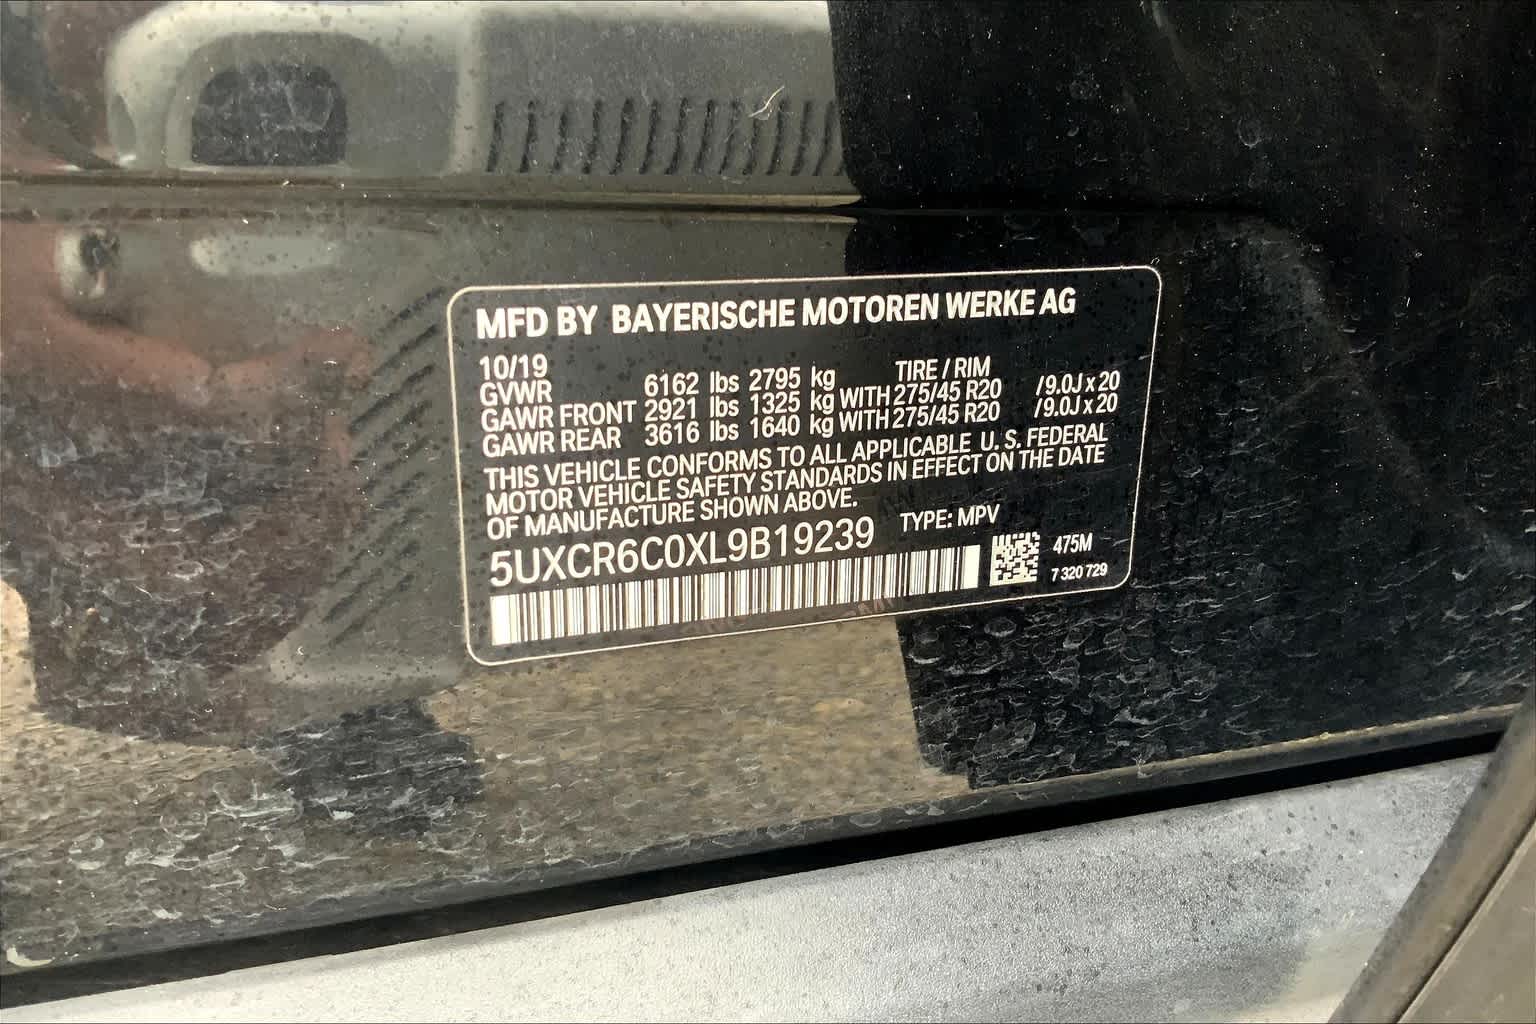 MFD BY BAYERISCHE MOTOREN WERKE AG
10/19 TIRE / RIM
GVWR 6162 lbs 2795 kg
GAWR FRONT 2921 lbs 1325 kg WITH 275/45 R20 /9.0J x 20
GAWR REAR 3616 lbs 1640 kg WITH 275/45 R20 /9.0J x 20
THIS VEHICLE CONFORMS TO ALL APPLICABLE U. S. FEDERAL
MOTOR VEHICLE SAFETY STANDARDS IN EFFECT ON THE DATE
OF MANUFACTURE SHOWN ABOVE.
TYPE: MPV
5UXCR6C0XL9B19239
475M
7 320 729